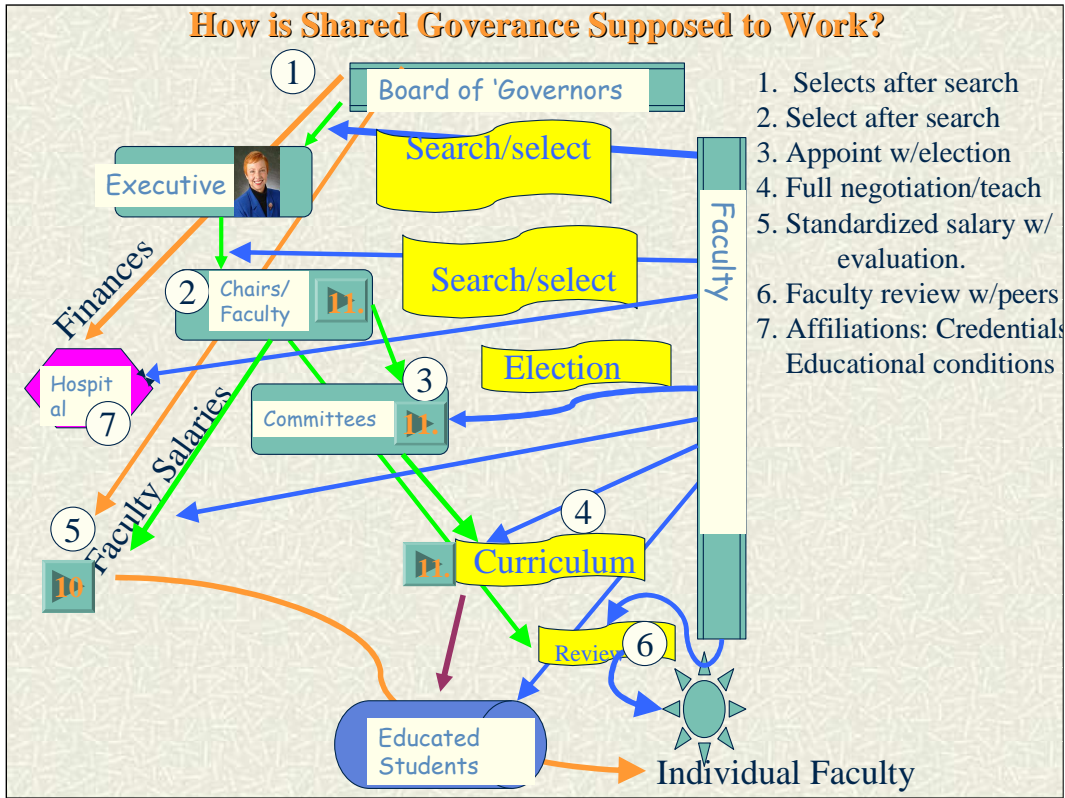 How is Shared Goverance Supposed to Work?
1
Board of ‘Governors
Search/select
Executive
Faculty
Search/select
Finances
2
Chairs/
Faculty
11.
Election
3
Hospit
al
7
Committees
11.
Faculty Salaries
4
5
10
11.
Curriculum
Review
6
Educated
Students
Individual Faculty
1. Selects after search
2. Select after search
3. Appoint w/election
4. Full negotiation/teach
5. Standardized salary w/
evaluation.
6. Faculty review w/peers
7. Affiliations: Credentials
Educational conditions